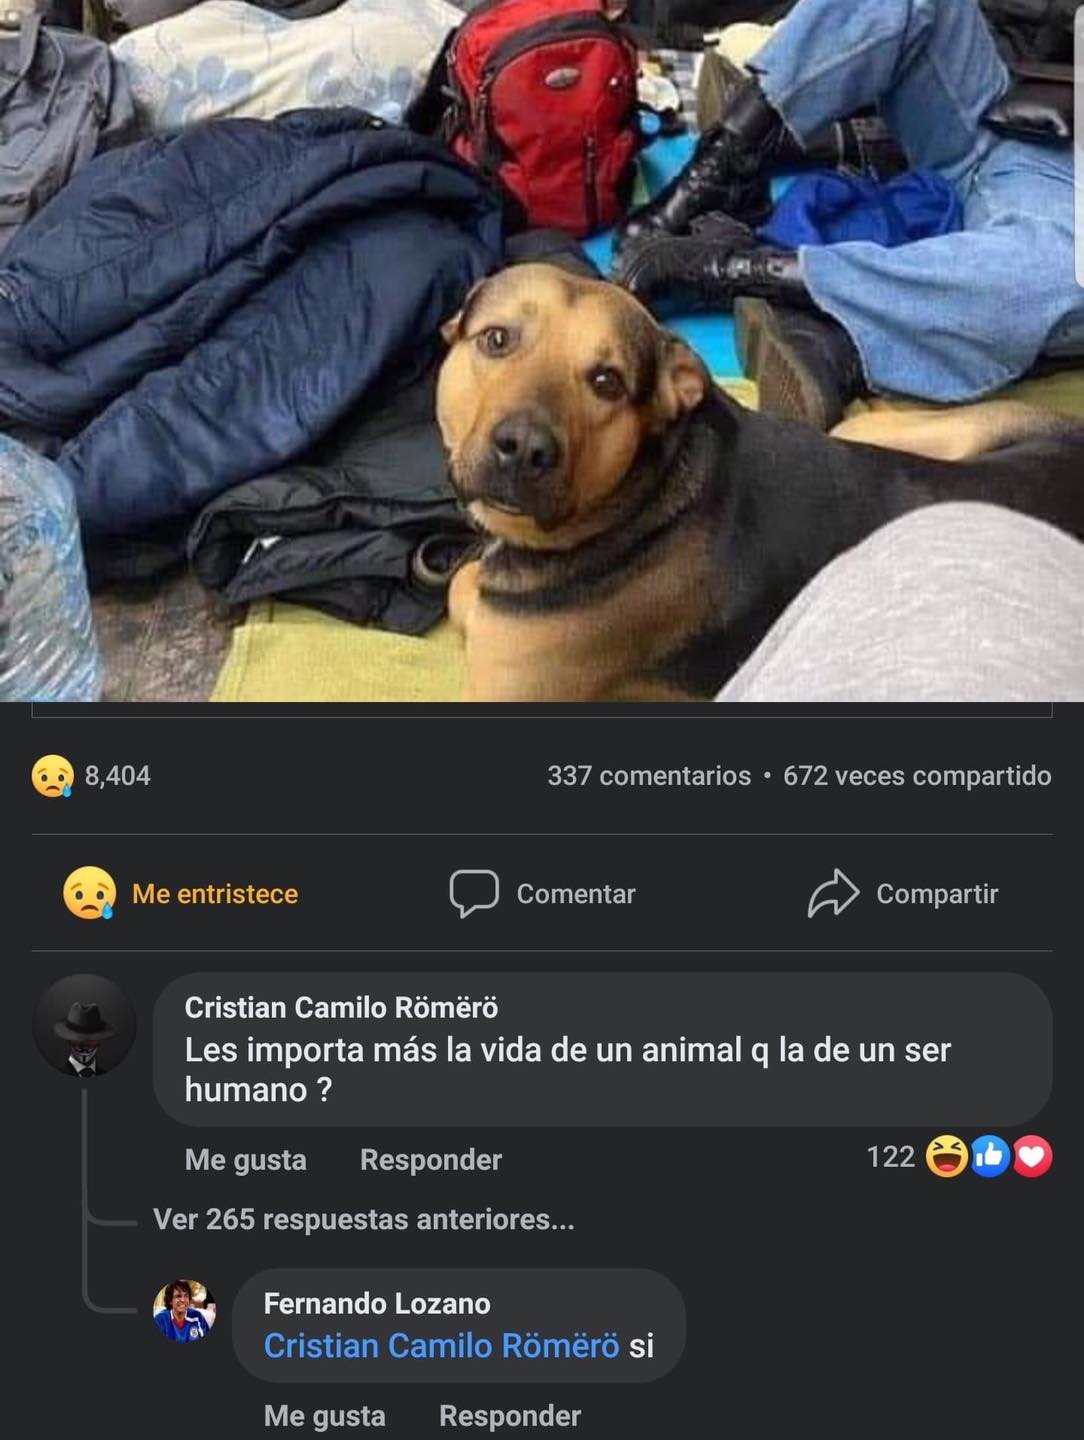 8,404
337 comentarios • 672 veces compartido
Me entristece
Comentar
Compartir
Cristian Camilo Römërö
Les importa más la vida de un animal q la de un ser
humano ?
Me gusta
Responder
122
Ver 265 respuestas anteriores...
Fernando Lozano
Cristian Camilo Römërö si
Me gusta
Responder